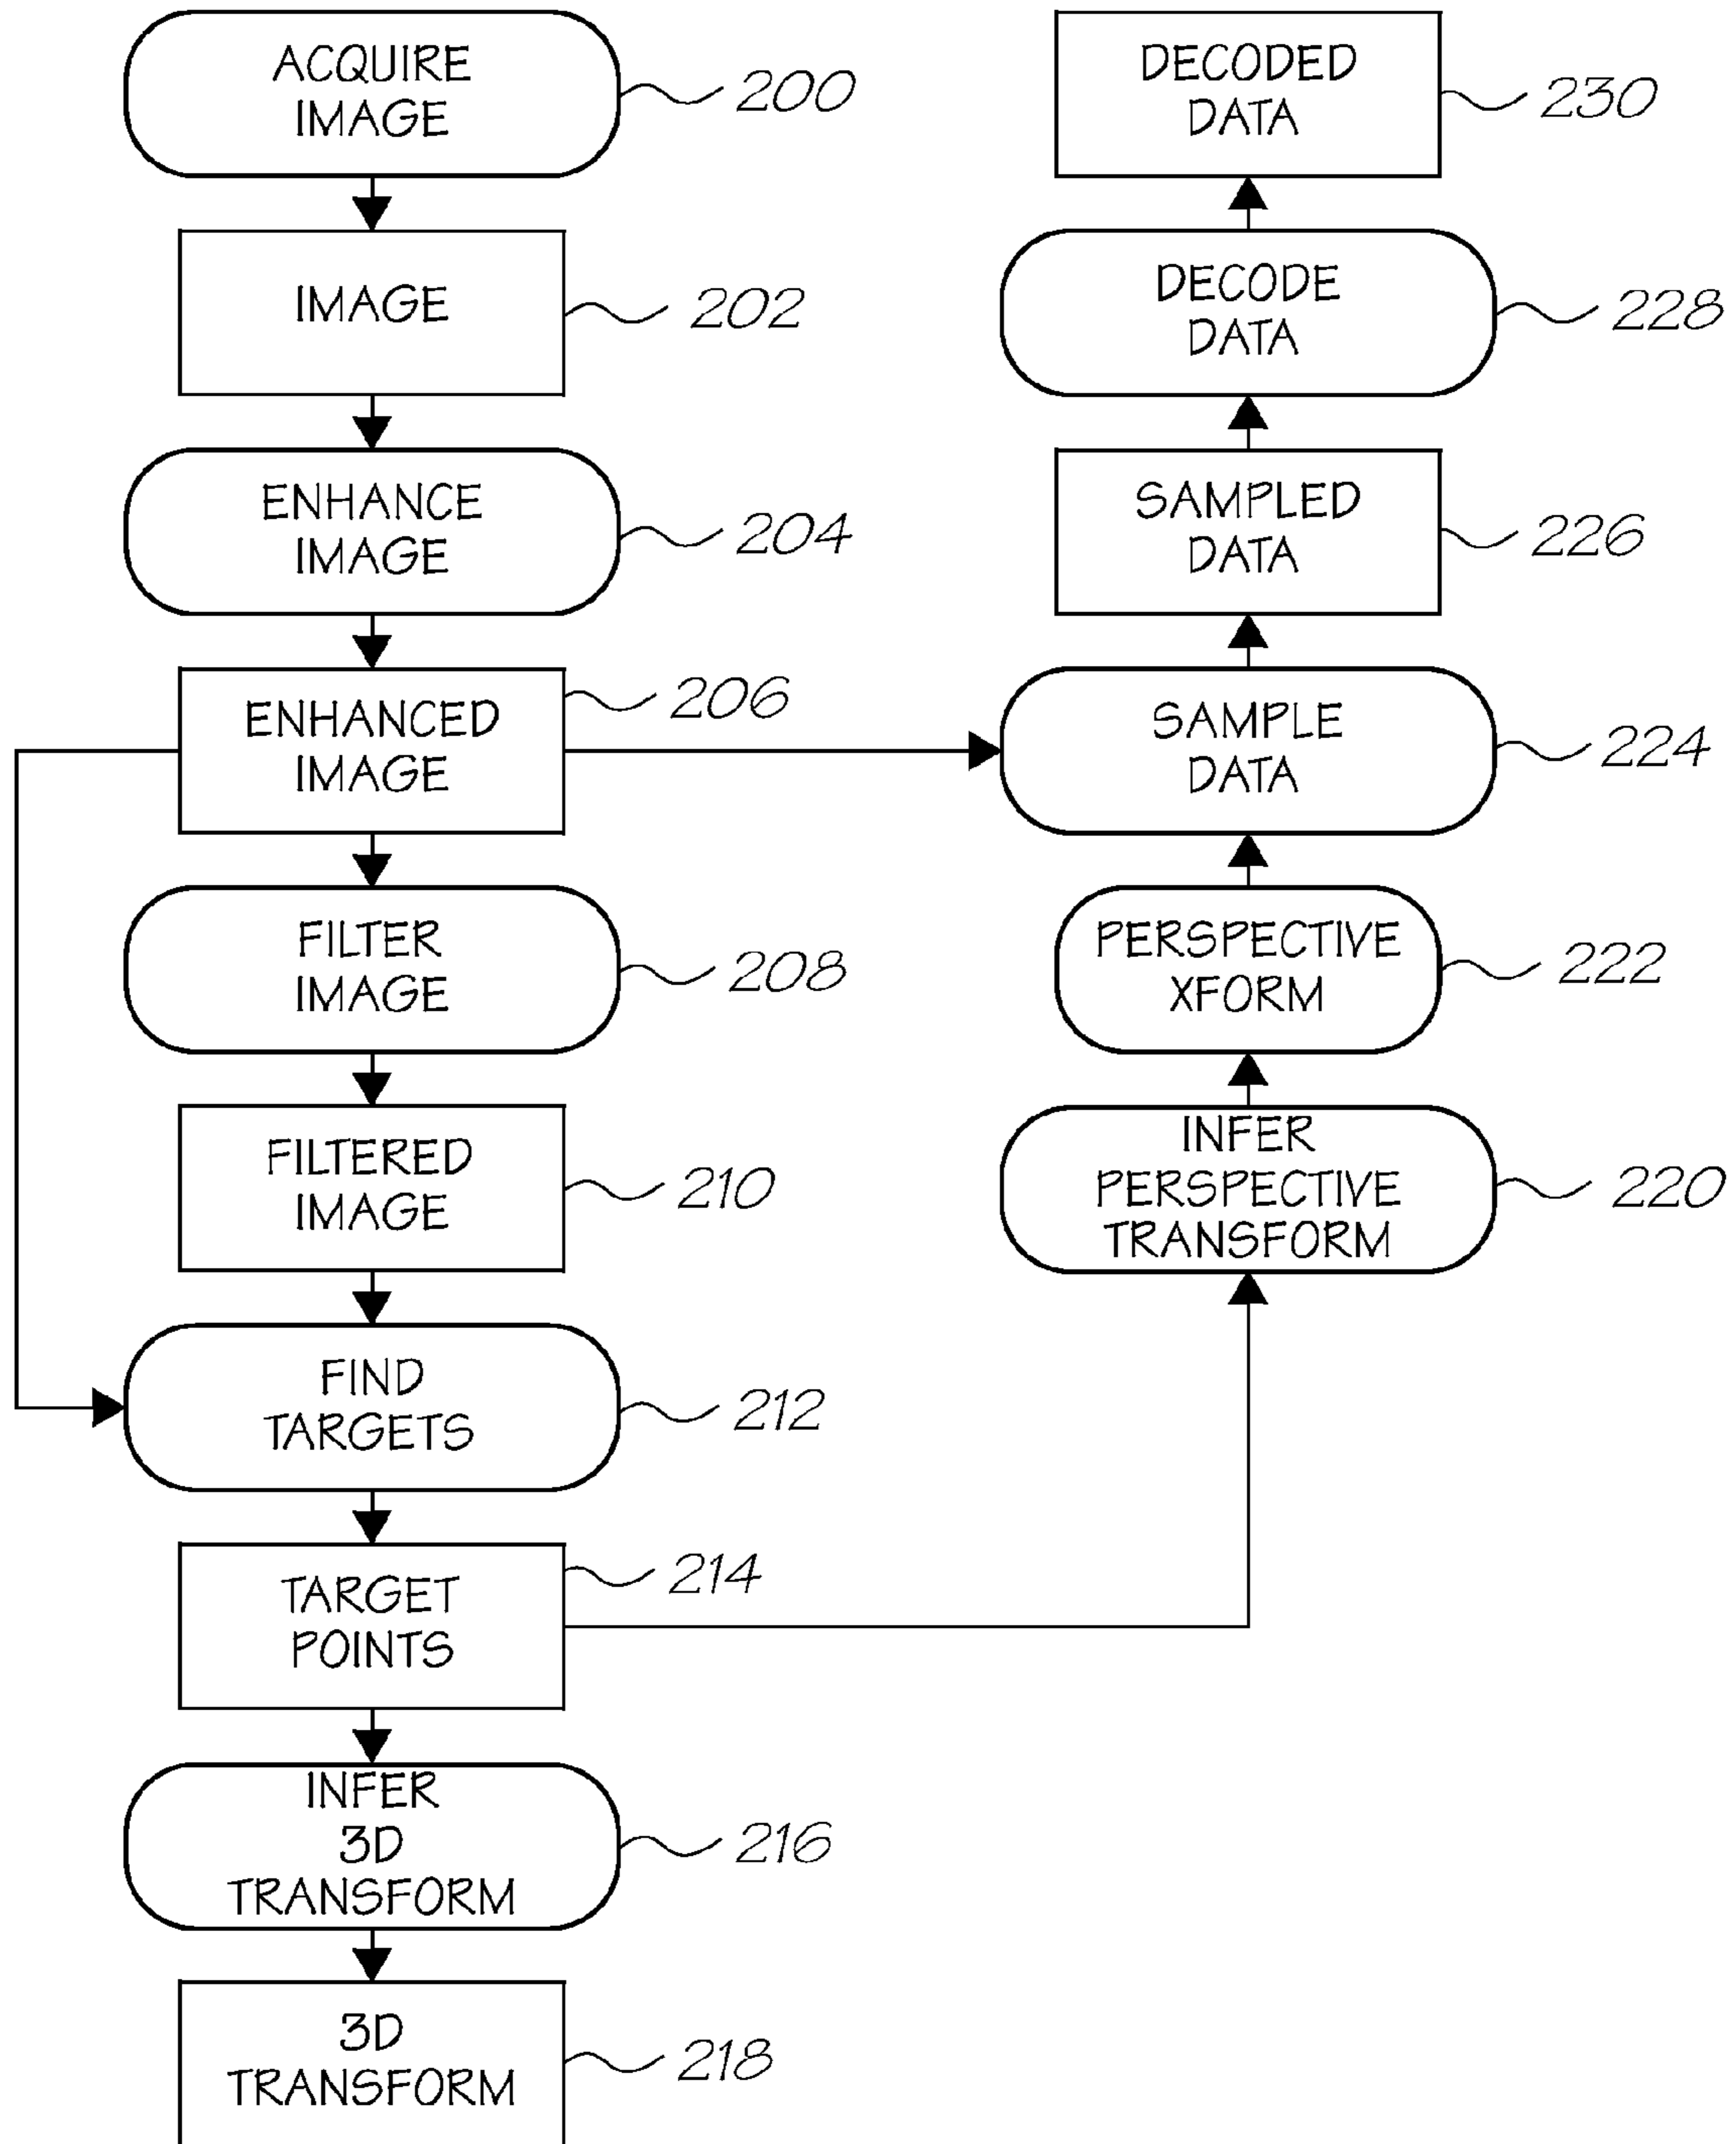 ACQUIRE
IMAGE
200
IMAGE
202
ENHANCE
IMAGE
204
ENHANCED
IMAGE
206
FILTER
IMAGE
208
FILTERED
IMAGE
210
FIND
TARGETS
212
TARGET
POINTS
214
INFER
3D
TRANSFORM
216
3D
TRANSFORM
218
DECODED
DATA
230
DECODE
DATA
228
SAMPLED
DATA
226
SAMPLE
DATA
224
PERSPECTIVE
XFORM
222
INFER
PERSPECTIVE
TRANSFORM
220